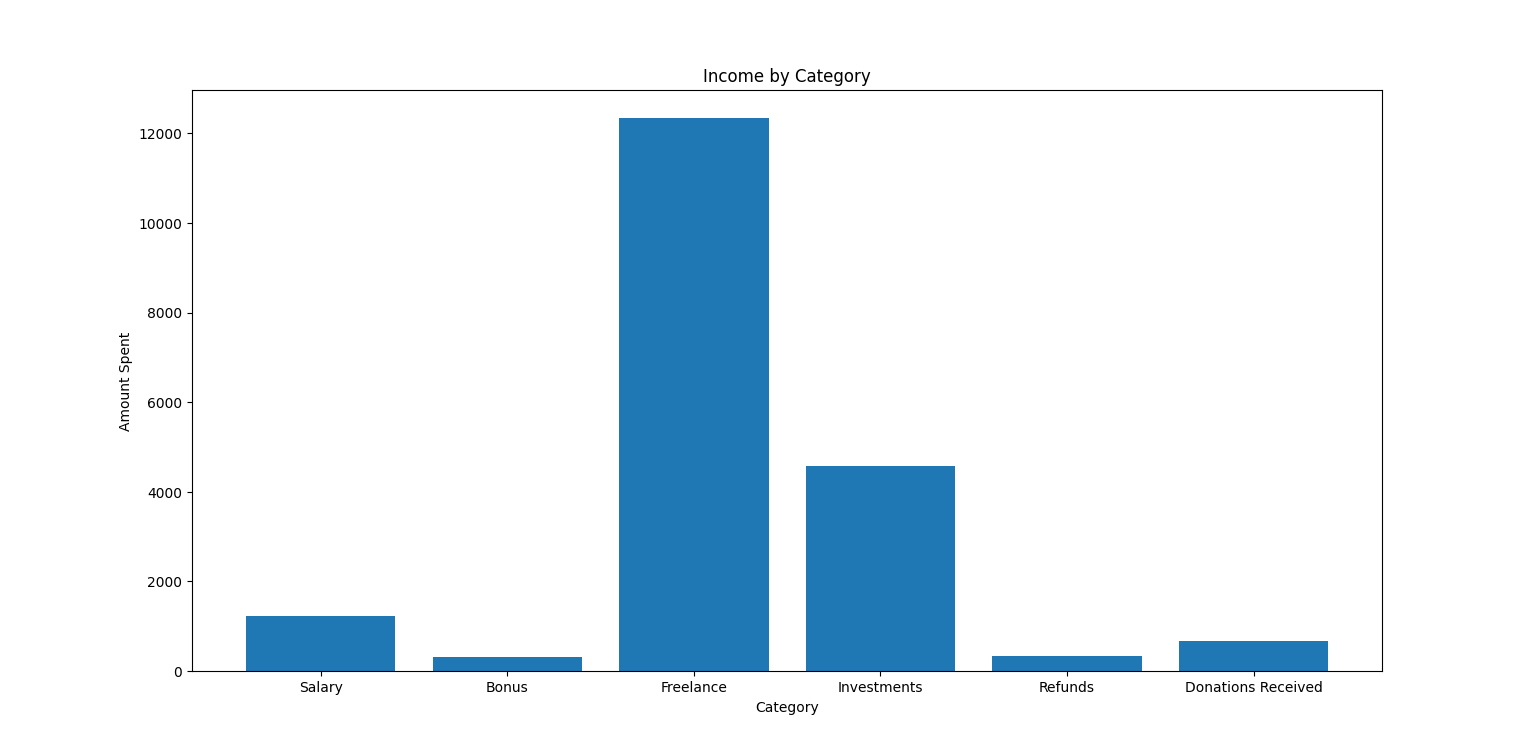 Income by Category
12000
10000
8000
6000
4000
2000
0
Amount Spent
Salary Bonus Freelance Investments Refunds Donations Received
Category